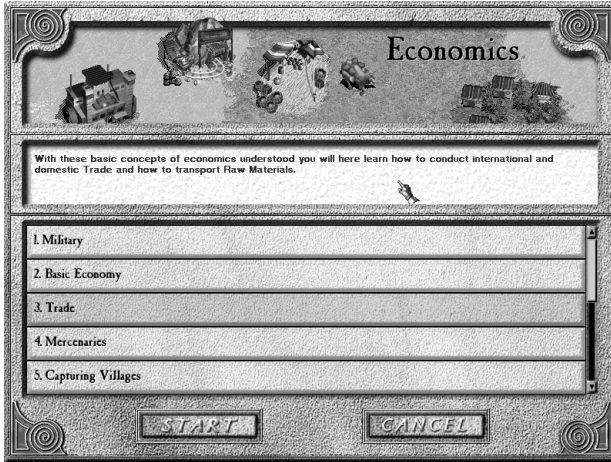 Economics
With these basic concepts of economics understood you will here learn how to conduct international and
domestic Trade and how to transport Raw Materials.
1. Military
2. Basic Economy
3. Trade
4. Mercenaries
5. Capturing Villages
START CANCEL